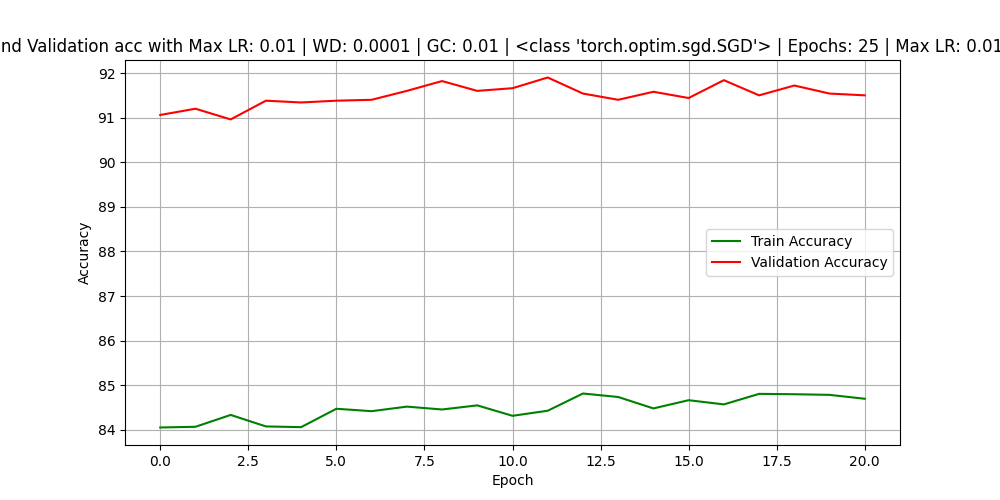 nd Validation acc with Max LR: 0.01 | WD: 0.0001 | GC: 0.01 | <class 'torch.optim.sgd.SGD'> | Epochs: 25 | Max LR: 0.01
92
91
90
89
88
87
86
85
84
Accuracy
Train Accuracy
Validation Accuracy
0.0 2.5 5.0 7.5 10.0 12.5 15.0 17.5 20.0
Epoch